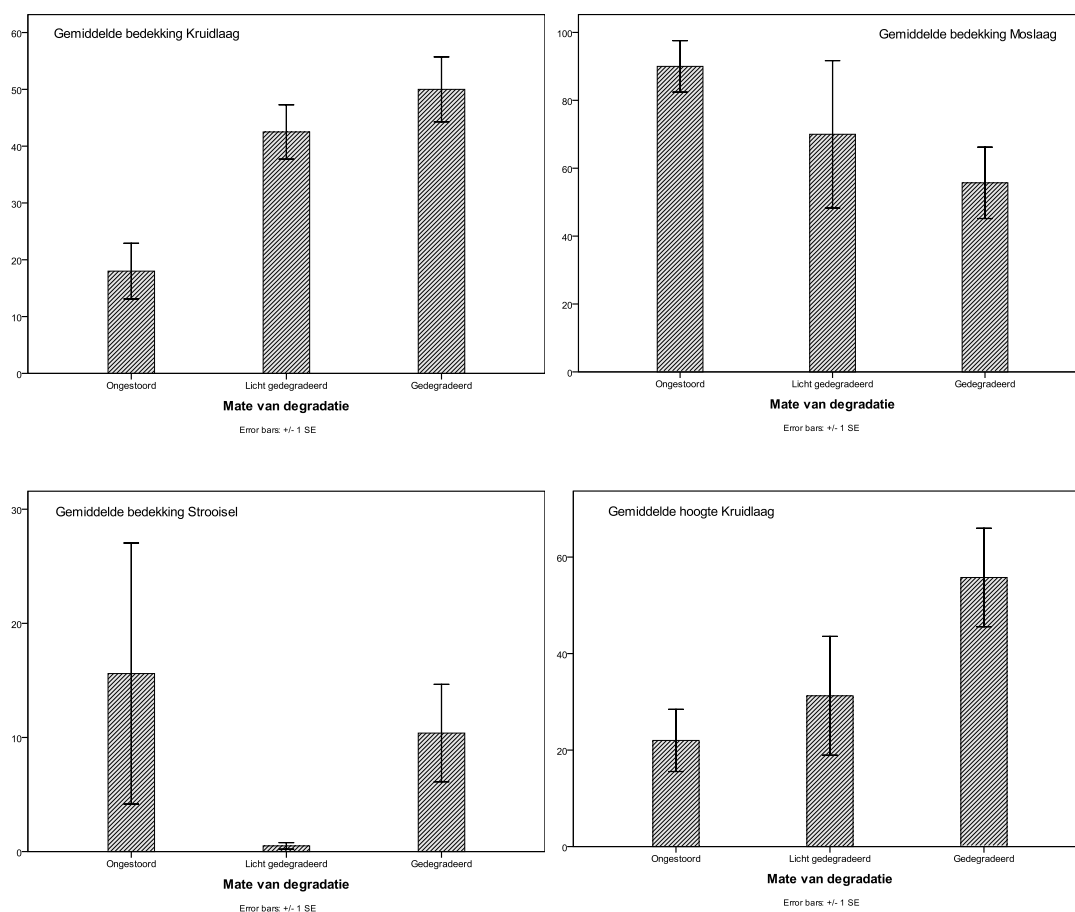 Gemiddelde bedekking Kruidlaag
60
50
40
30
20
10
0
Ongestoord Licht gedegradeerd Gedegradeerd
Mate van degradatie
Error bars: +/- 1 SE
Gemiddelde bedekking Moslaag
100
80
60
40
20
0
Ongestoord Licht gedegradeerd Gedegradeerd
Mate van degradatie
Error bars: +/- 1 SE
Gemiddelde bedekking Strooisel
30
20
10
0
Ongestoord Licht gedegradeerd Gedegradeerd
Mate van degradatie
Error bars: +/- 1 SE
Gemiddelde hoogte Kruidlaag
60
40
20
0
Ongestoord Licht gedegradeerd Gedegradeerd
Mate van degradatie
Error bars: +/- 1 SE